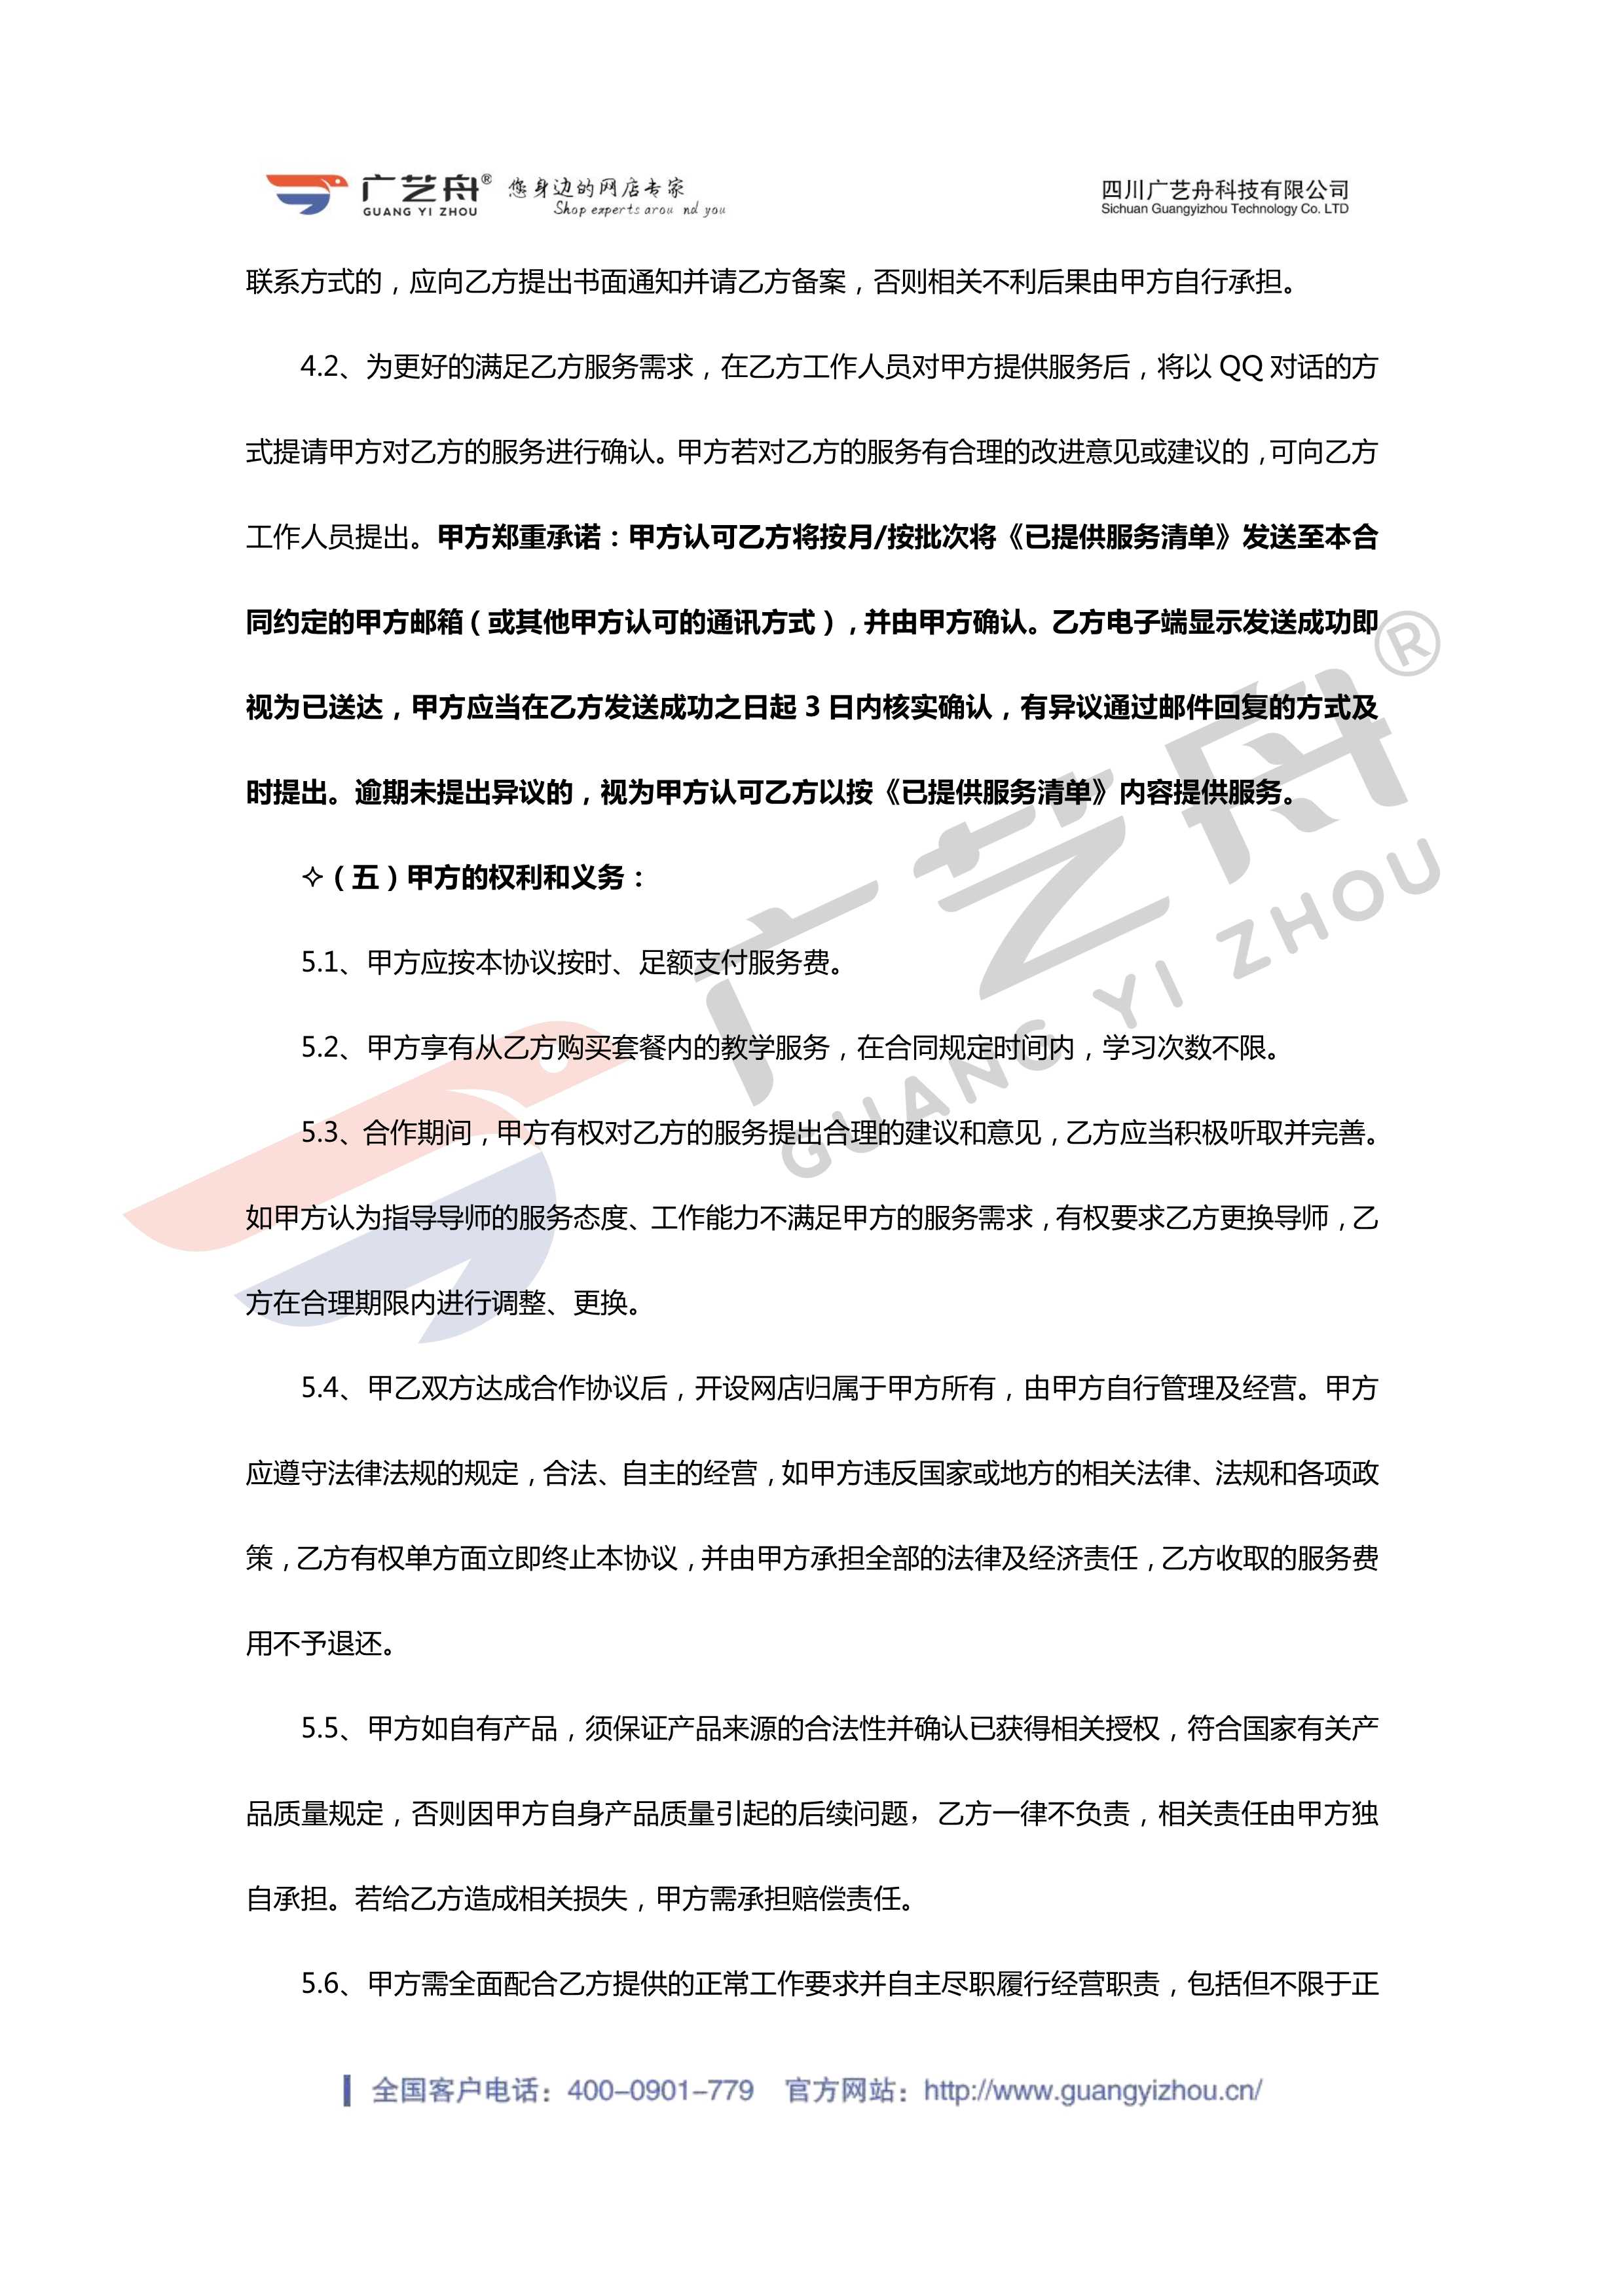 广艺舟® 您身边的网店专家 四川广艺舟科技有限公司
GUANG YI ZHOU Shop experts arou nd you Sichuan Guangyizhou Technology Co. LTD
联系方式的，应向乙方提出书面通知并请乙方备案，否则相关不利后果由甲方自行承担。
4.2、为更好的满足乙方服务需求，在乙方工作人员对甲方提供服务后，将以 QQ 对话的方
式提请甲方对乙方的服务进行确认。甲方若对乙方的服务有合理的改进意见或建议的，可向乙方
工作人员提出。甲方郑重承诺：甲方认可乙方将按月/按批次将《已提供服务清单》发送至本合
同约定的甲方邮箱（或其他甲方认可的通讯方式），并由甲方确认。乙方电子端显示发送成功即
视为已送达，甲方应当在乙方发送成功之日起 3 日内核实确认，有异议通过邮件回复的方式及
时提出。逾期未提出异议的，视为甲方认可乙方以按《已提供服务清单》内容提供服务。
✧（五）甲方的权利和义务：
5.1、甲方应按本协议按时、足额支付服务费。
5.2、甲方享有从乙方购买套餐内的教学服务，在合同规定时间内，学习次数不限。
5.3、合作期间，甲方有权对乙方的服务提出合理的建议和意见，乙方应当积极听取并完善。
如甲方认为指导导师的服务态度、工作能力不满足甲方的服务需求，有权要求乙方更换导师，乙
方在合理期限内进行调整、更换。
5.4、甲乙双方达成合作协议后，开设网店归属于甲方所有，由甲方自行管理及经营。甲方
应遵守法律法规的规定，合法、自主的经营，如甲方违反国家或地方的相关法律、法规和各项政
策，乙方有权单方面立即终止本协议，并由甲方承担全部的法律及经济责任，乙方收取的服务费
用不予退还。
5.5、甲方如自有产品，须保证产品来源的合法性并确认已获得相关授权，符合国家有关产
品质量规定，否则因甲方自身产品质量引起的后续问题，乙方一律不负责，相关责任由甲方独
自承担。若给乙方造成相关损失，甲方需承担赔偿责任。
5.6、甲方需全面配合乙方提供的正常工作要求并自主尽职履行经营职责，包括但不限于正
广艺舟®
GUANG YI ZHOU
全国客户电话：400-0901-779 官方网站：http://www.guangyizhou.cn/